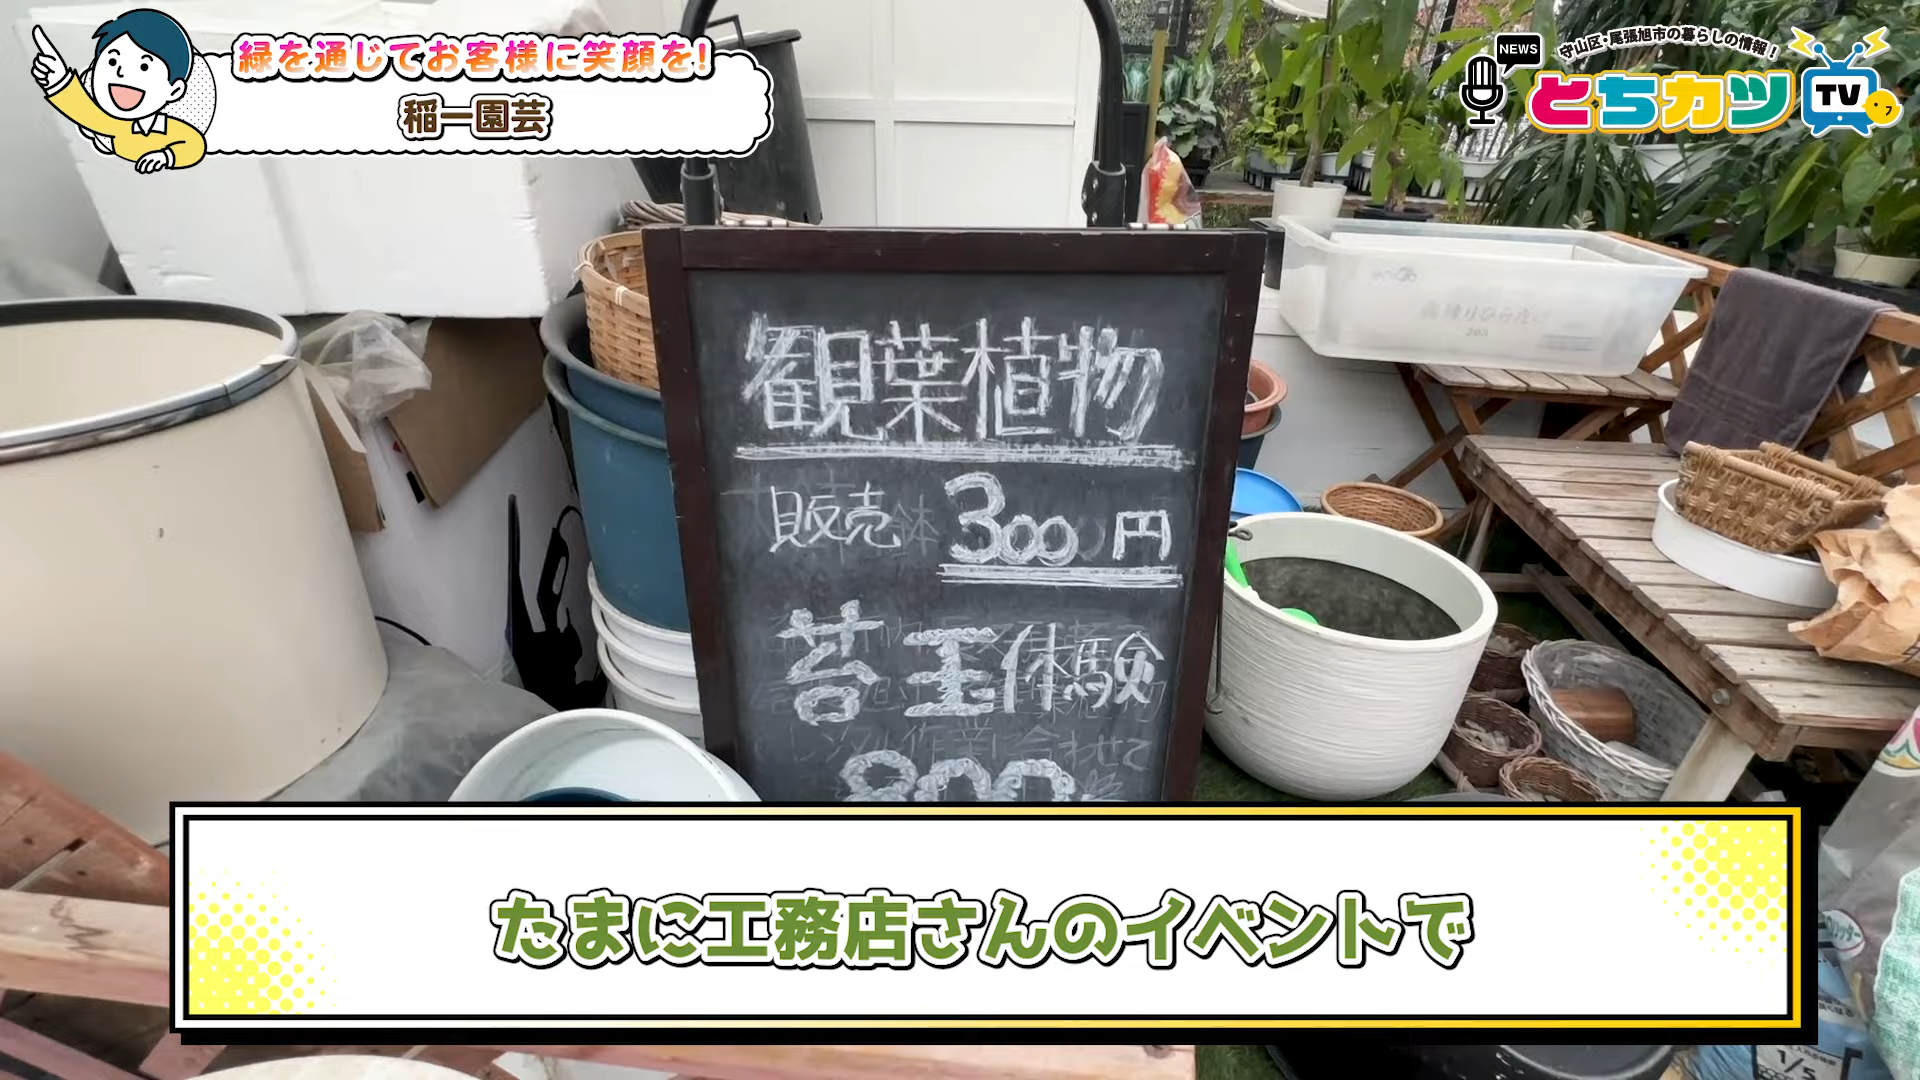 緑を通じてお客様に笑顔を!
稲一園芸
NEWS
守山区・尾張旭市の暮らしの情報!
とちカツ
TV
観葉植物
販売 300円
苔玉体験
800
たまに工務店さんのイベントで
1/5